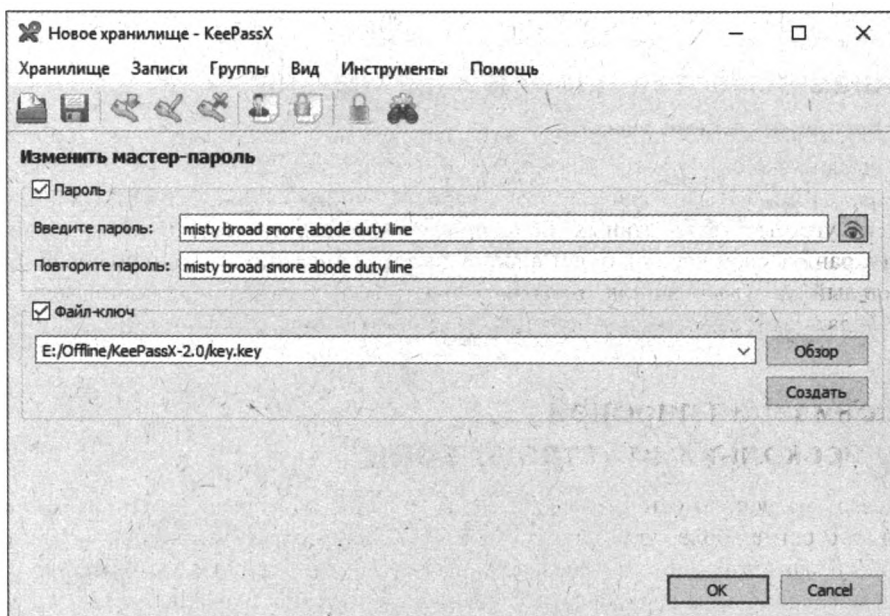 Новое хранилище - KeePassX
Хранилище Записи Группы Вид Инструменты Помощь
Изменить мастер-пароль
Пароль
Введите пароль: misty broad snore abode duty line
Повторите пароль: misty broad snore abode duty line
Файл-ключ
E:/Offline/KeePassX-2.0/key.key Обзор
Создать
OK Cancel